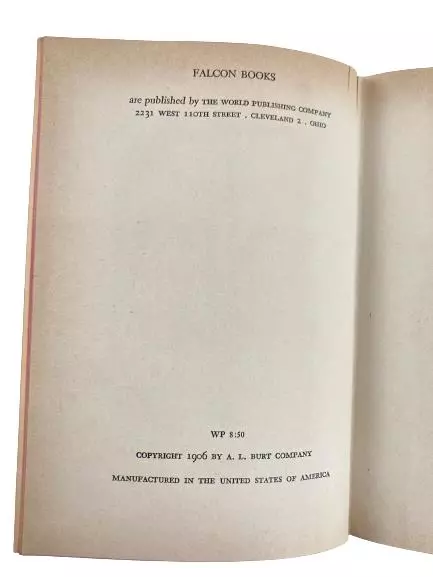 FALCON BOOKS
are published by THE WORLD PUBLISHING COMPANY
2231 WEST 110TH STREET . CLEVELAND 2 . OHIO
WP 8:50
COPYRIGHT 1906 BY A. L. BURT COMPANY
MANUFACTURED IN THE UNITED STATES OF AMERICA